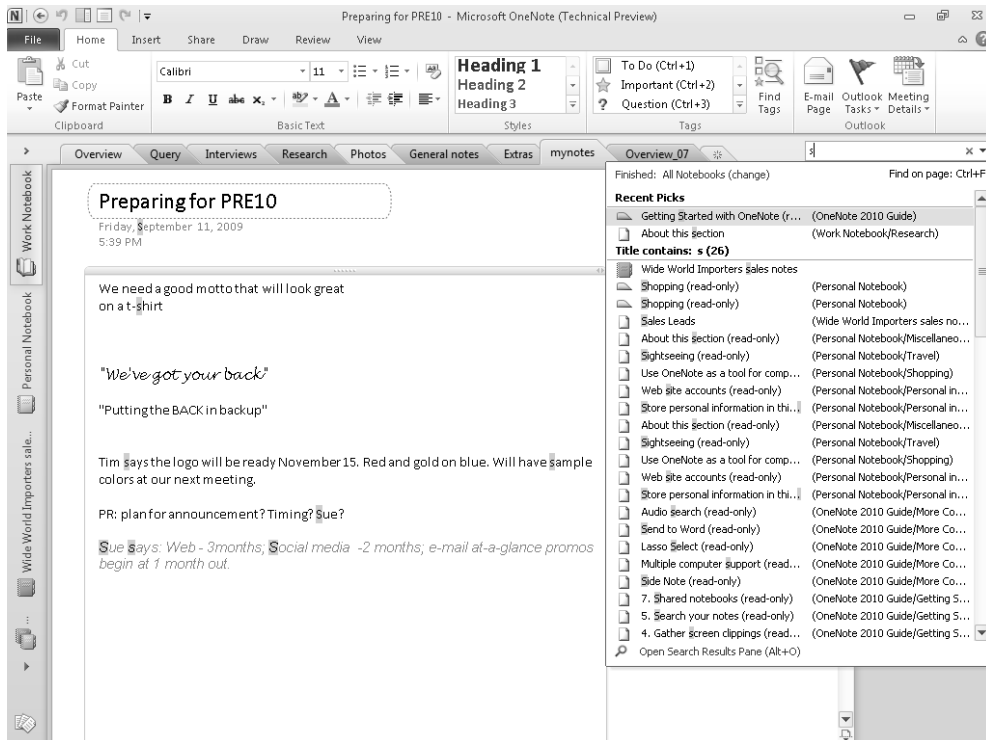 Preparing for PRE10 - Microsoft OneNote (Technical Preview)
File Home Insert Share Draw Review View
Paste
Cut
Copy
Format Painter
Clipboard
Calibri 11
B I U abc x₂ ab A
Basic Text
Heading 1
Heading 2
Heading 3
Styles
To Do (Ctrl+1)
Important (Ctrl+2)
? Question (Ctrl+3)
Find Tags
Tags
E-mail Page
Outlook Tasks
Meeting Details
Outlook
Overview Query Interviews Research Photos General notes Extras mynotes Overview_07
s
Work Notebook
Personal Notebook
Wide World Importers sale...
Preparing for PRE10
Friday, September 11, 2009
5:39 PM
We need a good motto that will look great
on a t-shirt
"We've got your back"
"Putting the BACK in backup"
Tim says the logo will be ready November 15. Red and gold on blue. Will have sample
colors at our next meeting.
PR: plan for announcement? Timing? Sue?
Sue says: Web - 3months; Social media -2 months; e-mail at-a-glance promos
begin at 1 month out.
Finished: All Notebooks (change) Find on page: Ctrl+F
Recent Picks
Getting Started with OneNote (r... (OneNote 2010 Guide)
About this section (Work Notebook/Research)
Title contains: s (26)
Wide World Importers sales notes
Shopping (read-only) (Personal Notebook)
Shopping (read-only) (Personal Notebook)
Sales Leads (Wide World Importers sales no...
About this section (read-only) (Personal Notebook/Miscellaneo...
Sightseeing (read-only) (Personal Notebook/Travel)
Use OneNote as a tool for comp... (Personal Notebook/Shopping)
Web site accounts (read-only) (Personal Notebook/Personal in...
Store personal information in thi... (Personal Notebook/Personal in...
About this section (read-only) (Personal Notebook/Miscellaneo...
Sightseeing (read-only) (Personal Notebook/Travel)
Use OneNote as a tool for comp... (Personal Notebook/Shopping)
Web site accounts (read-only) (Personal Notebook/Personal in...
Store personal information in thi... (Personal Notebook/Personal in...
Audio search (read-only) (OneNote 2010 Guide/More Co...
Send to Word (read-only) (OneNote 2010 Guide/More Co...
Lasso Select (read-only) (OneNote 2010 Guide/More Co...
Multiple computer support (read... (OneNote 2010 Guide/More Co...
Side Note (read-only) (OneNote 2010 Guide/More Co...
7. Shared notebooks (read-only) (OneNote 2010 Guide/Getting S...
5. Search your notes (read-only) (OneNote 2010 Guide/Getting S...
4. Gather screen clippings (read... (OneNote 2010 Guide/Getting S...
Open Search Results Pane (Alt+O)